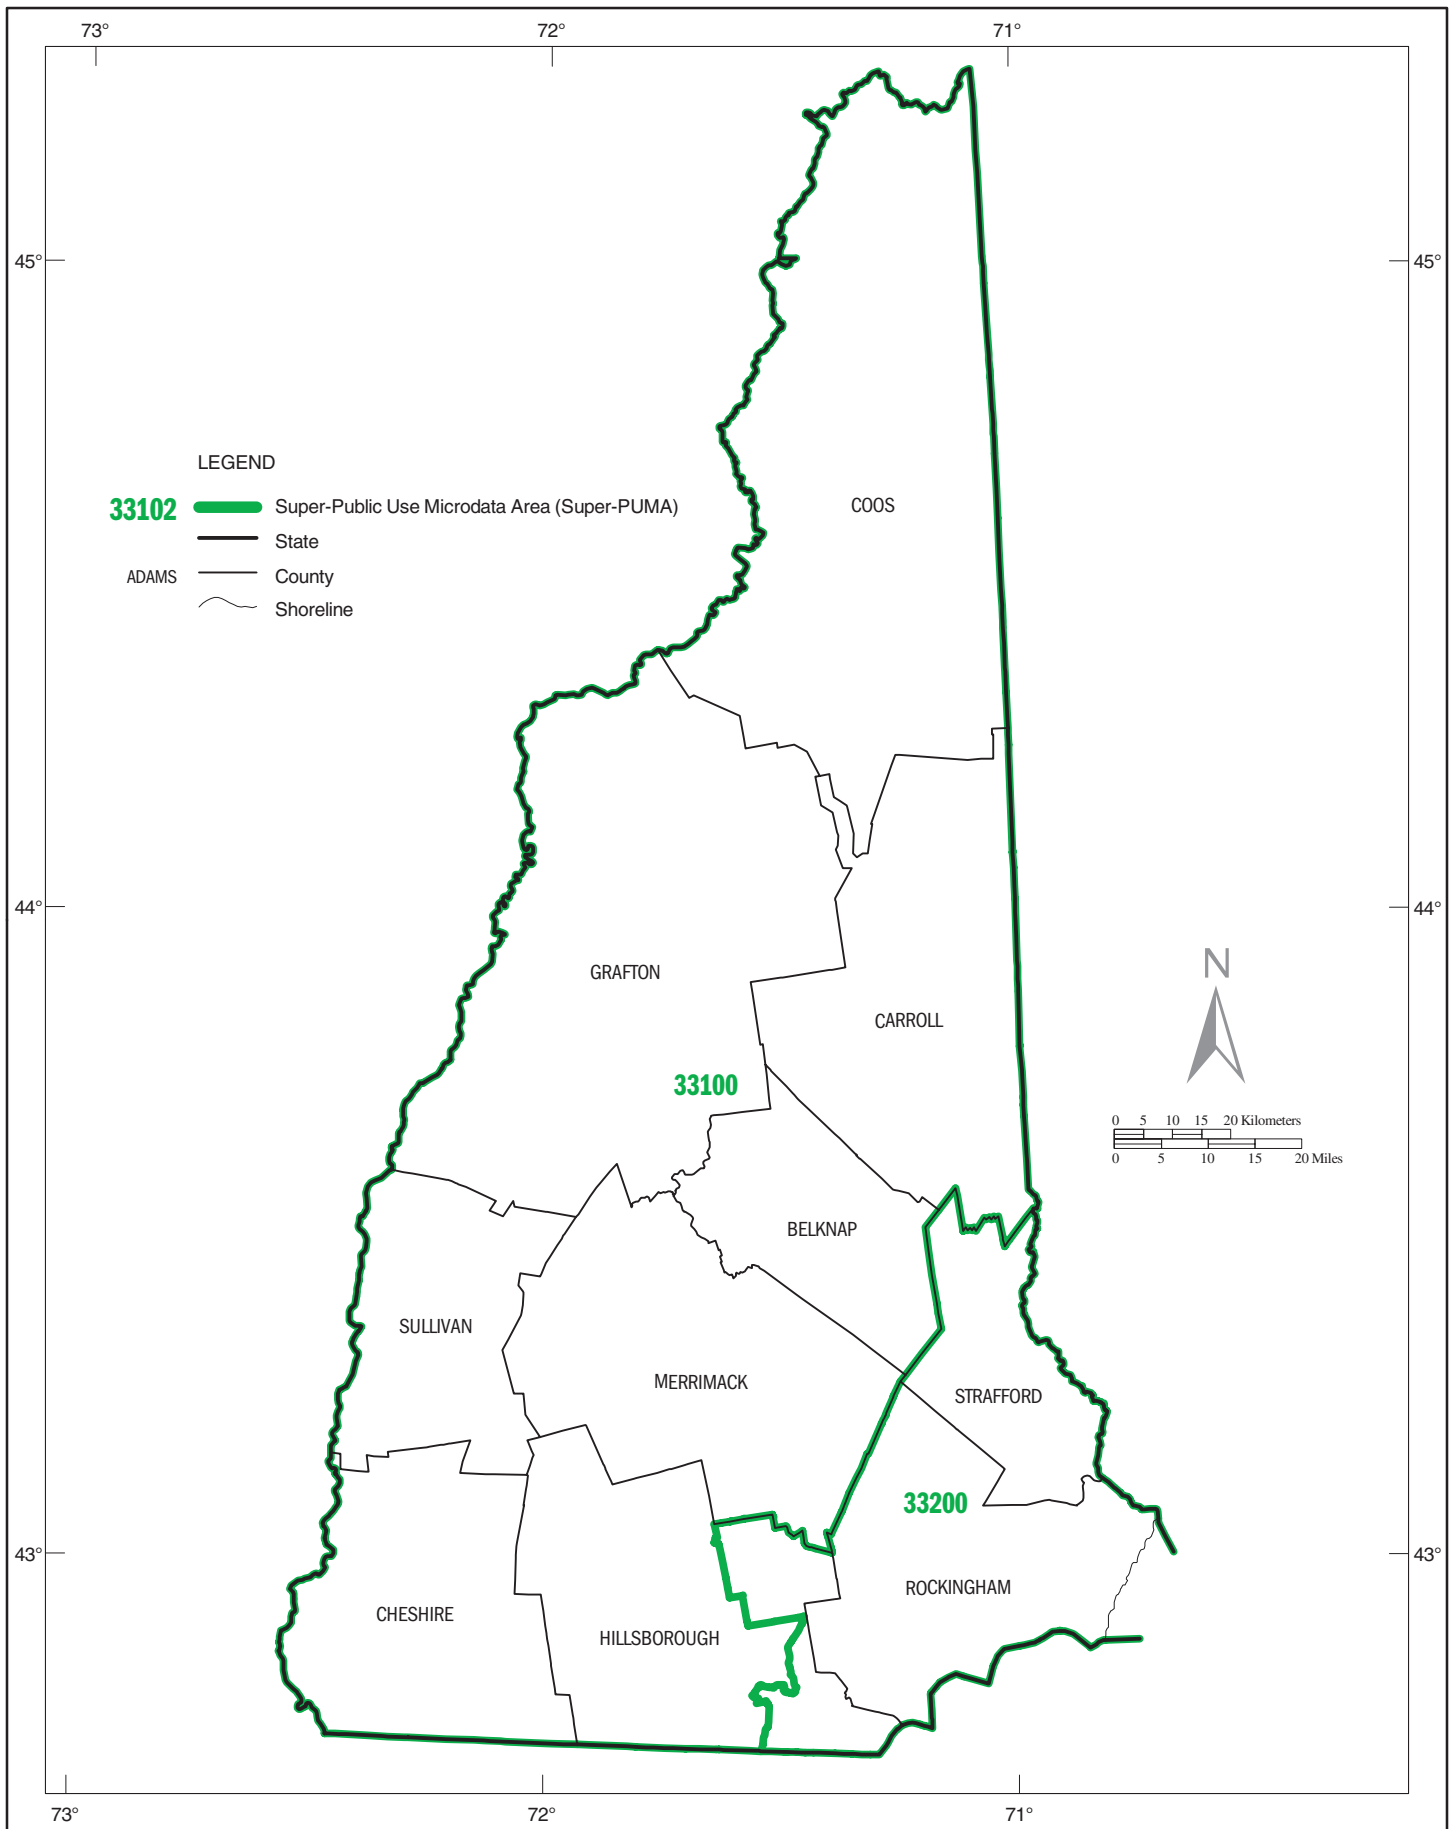 73° 72° 71°
45° 45°
LEGEND
33102 Super-Public Use Microdata Area (Super-PUMA)
State
ADAMS County
Shoreline
COOS
44° 44°
N
GRAFTON
CARROLL
33100
0 5 10 15 20 Kilometers
0 5 10 15 20 Miles
BELKNAP
SULLIVAN
MERRIMACK
STRAFFORD
33200
43° 43°
ROCKINGHAM
CHESHIRE
HILLSBOROUGH
73° 72° 71°